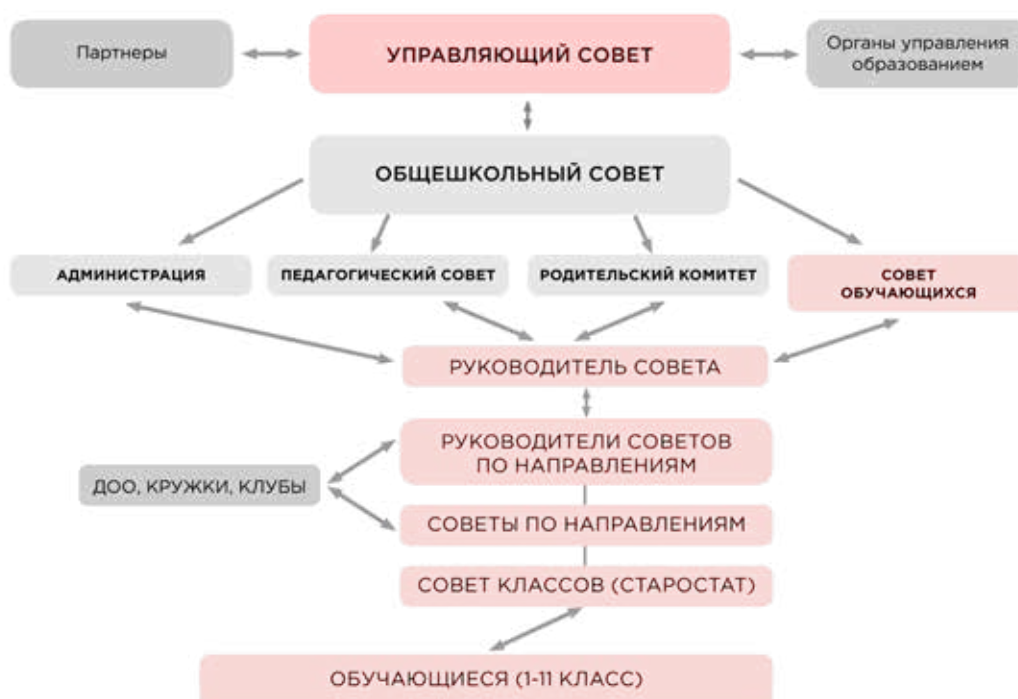 Партнеры
УПРАВЛЯЮЩИЙ СОВЕТ
Органы управления
образованием
ОБЩЕШКОЛЬНЫЙ СОВЕТ
АДМИНИСТРАЦИЯ
ПЕДАГОГИЧЕСКИЙ СОВЕТ
РОДИТЕЛЬСКИЙ КОМИТЕТ
СОВЕТ
ОБУЧАЮЩИХСЯ
РУКОВОДИТЕЛЬ СОВЕТА
РУКОВОДИТЕЛИ СОВЕТОВ
ПО НАПРАВЛЕНИЯМ
ДОО, КРУЖКИ, КЛУБЫ
СОВЕТЫ ПО НАПРАВЛЕНИЯМ
СОВЕТ КЛАССОВ (СТАРОСТАТ)
ОБУЧАЮЩИЕСЯ (1-11 КЛАСС)